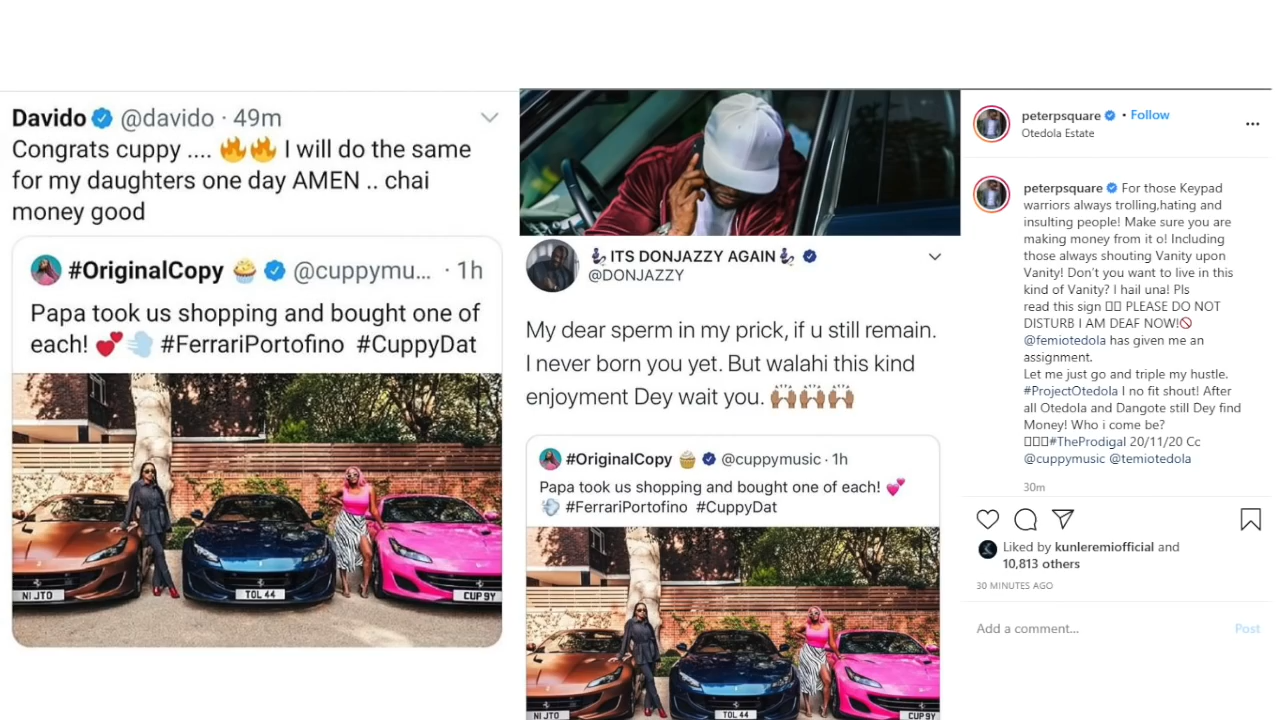 Davido @davido · 49m
Congrats cuppy .... 🔥🔥 I will do the same
for my daughters one day AMEN .. chai
money good
#OriginalCopy 🧁 @cuppymu... · 1h
Papa took us shopping and bought one of
each! 💕💨 #FerrariPortofino #CuppyDat
N1 JTO
TOL 44
CUP 9Y
ITS DONJAZZY AGAIN
@DONJAZZY
My dear sperm in my prick, if u still remain.
I never born you yet. But walahi this kind
enjoyment Dey wait you. 🙌🏾🙌🏾🙌🏾
#OriginalCopy 🧁 @cuppymusic · 1h
Papa took us shopping and bought one of each! 💕
💨 #FerrariPortofino #CuppyDat
N1 JTO
TOL 44
CUP 9Y
peterpsquare • Follow
Otedola Estate
peterpsquare For those Keypad
warriors always trolling,hating and
insulting people! Make sure you are
making money from it o! Including
those always shouting Vanity upon
Vanity! Don't you want to live in this
kind of Vanity? I hail una! Pls
read this sign ▯▯ PLEASE DO NOT
DISTURB I AM DEAF NOW!🚫
@femiotedola has given me an
assignment.
Let me just go and triple my hustle.
#ProjectOtedola I no fit shout! After
all Otedola and Dangote still Dey find
Money! Who i come be?
▯▯▯#TheProdigal 20/11/20 Cc
@cuppymusic @temiotedola
30m
Liked by kunleremiofficial and
10,813 others
30 MINUTES AGO
Add a comment...
Post